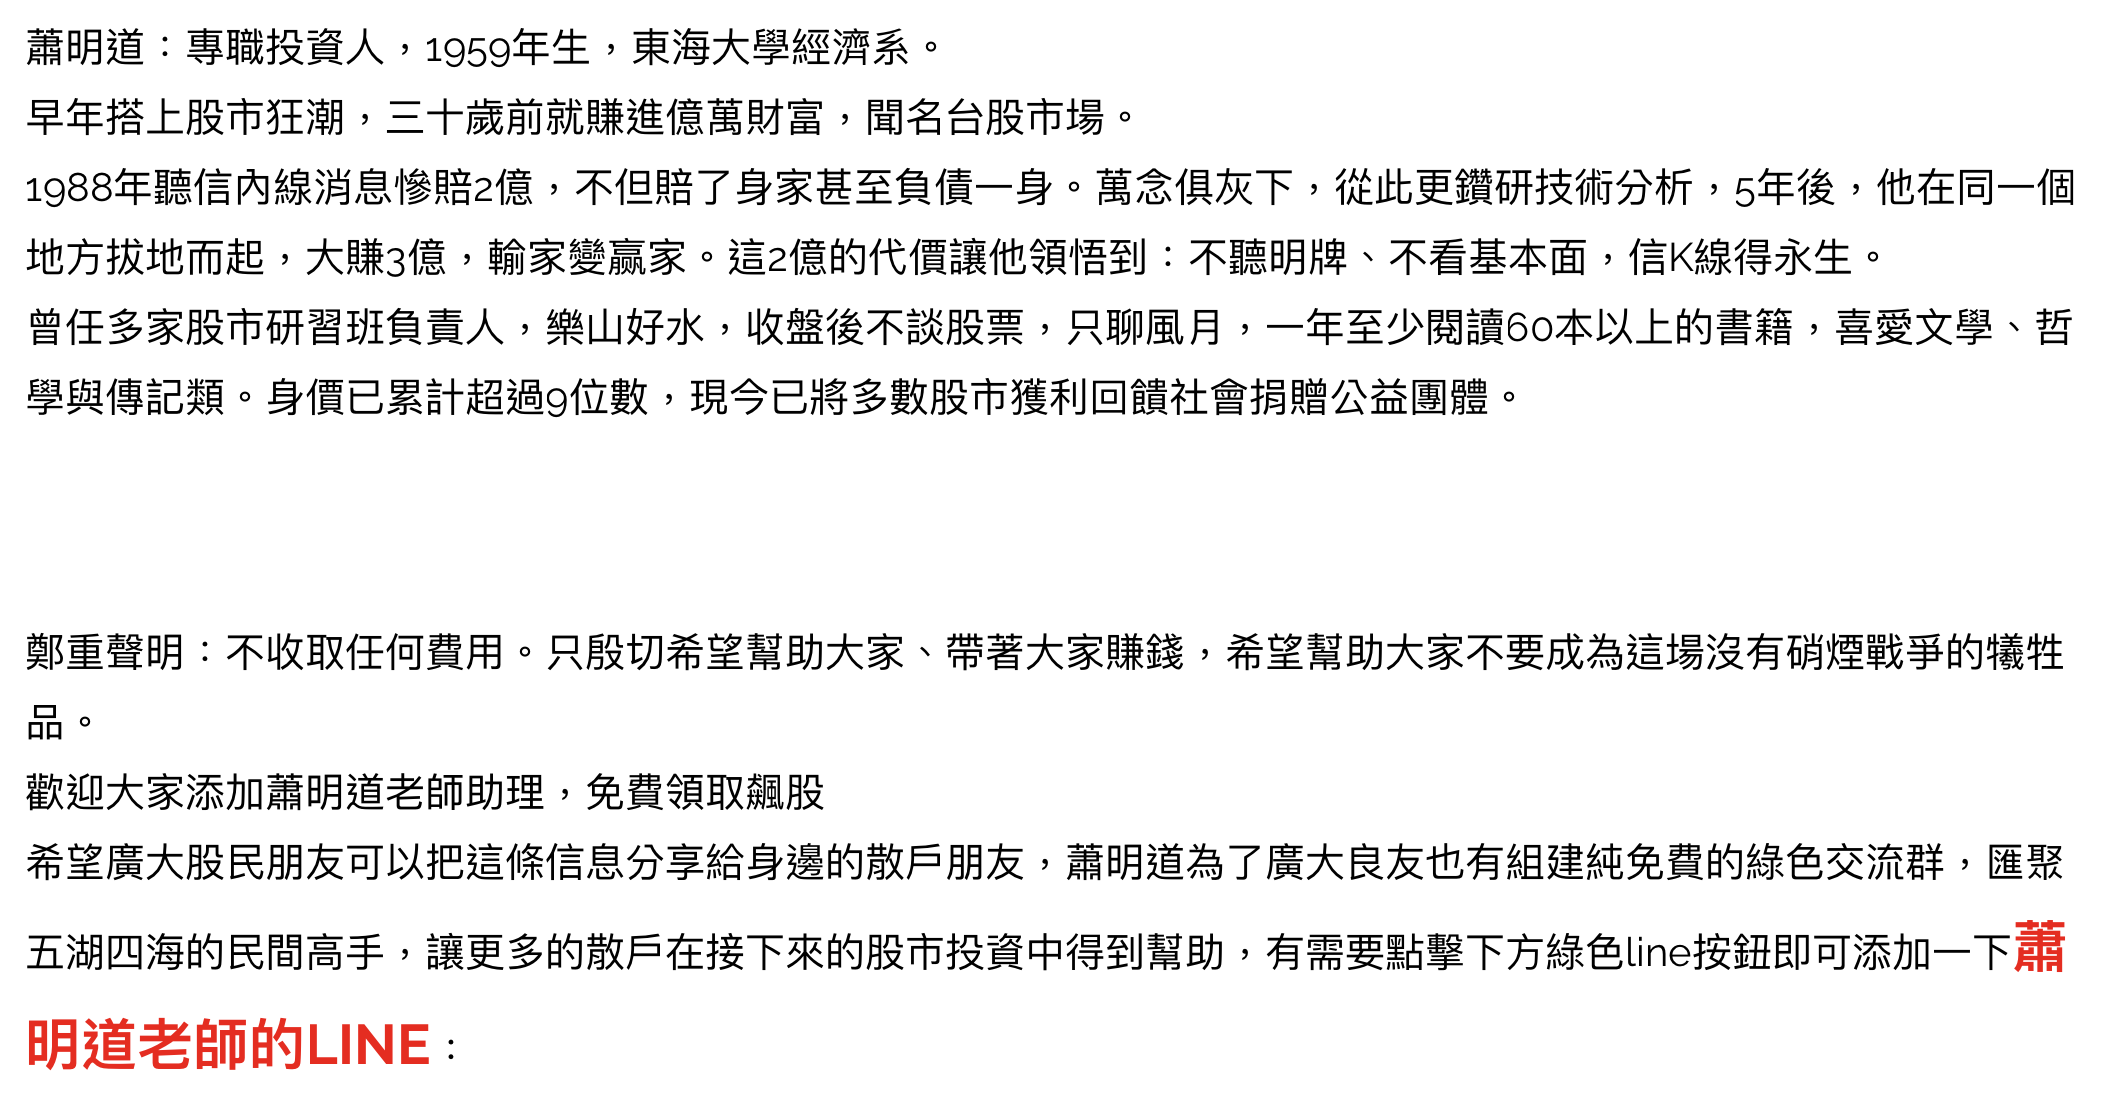 蕭明道：專職投資人，1959年生，東海大學經濟系。
早年搭上股市狂潮，三十歲前就賺進億萬財富，聞名台股市場。
1988年聽信內線消息慘賠2億，不但賠了身家甚至負債一身。萬念俱灰下，從此更鑽研技術分析，5年後，他在同一個
地方拔地而起，大賺3億，輸家變贏家。這2億的代價讓他領悟到：不聽明牌、不看基本面，信K線得永生。
曾任多家股市研習班負責人，樂山好水，收盤後不談股票，只聊風月，一年至少閱讀60本以上的書籍，喜愛文學、哲
學與傳記類。身價已累計超過9位數，現今已將多數股市獲利回饋社會捐贈公益團體。
鄭重聲明：不收取任何費用。只殷切希望幫助大家、帶著大家賺錢，希望幫助大家不要成為這場沒有硝煙戰爭的犧牲
品。
歡迎大家添加蕭明道老師助理，免費領取飆股
希望廣大股民朋友可以把這條信息分享給身邊的散戶朋友，蕭明道為了廣大良友也有組建純免費的綠色交流群，匯聚
五湖四海的民間高手，讓更多的散戶在接下來的股市投資中得到幫助，有需要點擊下方綠色line按鈕即可添加一下蕭
明道老師的LINE：